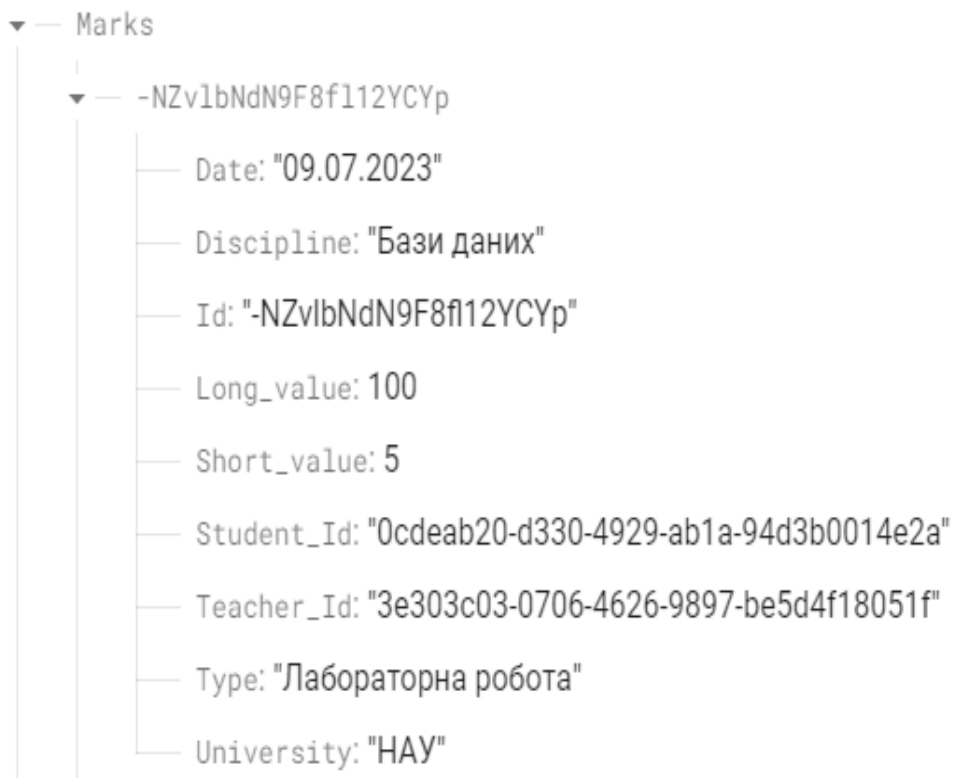 Marks
-NZvlbNdN9F8fl12YCYp
Date: "09.07.2023"
Discipline: "Бази даних"
Id: "-NZvlbNdN9F8fl12YCYp"
Long_value: 100
Short_value: 5
Student_Id: "0cdeab20-d330-4929-ab1a-94d3b0014e2a"
Teacher_Id: "3e303c03-0706-4626-9897-be5d4f18051f"
Type: "Лабораторна робота"
University: "НАУ"